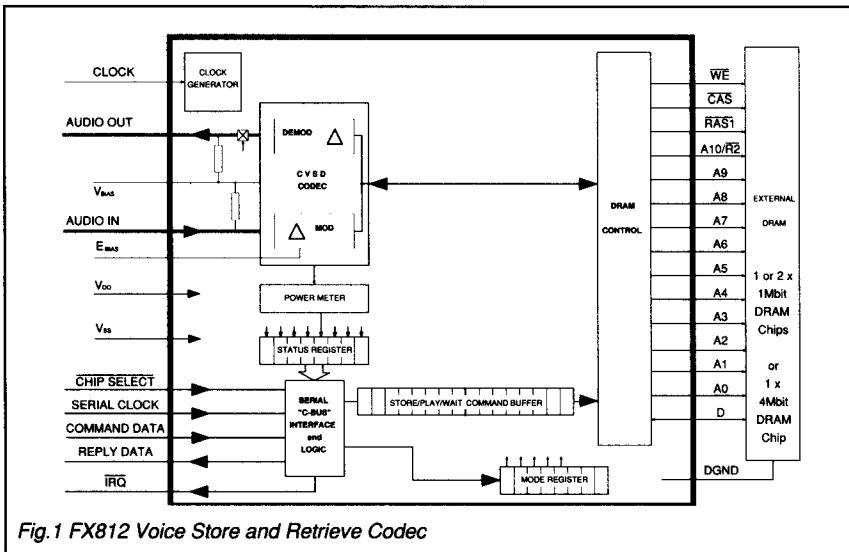 CLOCK
CLOCK
GENERATOR
AUDIO OUT
DEMOD
CVSD
CODEC
V BIAS
AUDIO IN
MOD
E BIAS
V DD
POWER METER
V SS
STATUS REGISTER
CHIP SELECT
SERIAL CLOCK
COMMAND DATA
REPLY DATA
IRQ
SERIAL
"C-BUS"
INTERFACE
and
LOGIC
STORE/PLAY/WAIT COMMAND BUFFER
MODE REGISTER
DRAM
CONTROL
WE
CAS
RAS1
A10/R2
A9
A8
A7
A6
A5
A4
A3
A2
A1
A0
D
DGND
EXTERNAL
DRAM
1 or 2 x
1Mbit
DRAM
Chips
or
1 x
4Mbit
DRAM
Chip
Fig.1 FX812 Voice Store and Retrieve Codec